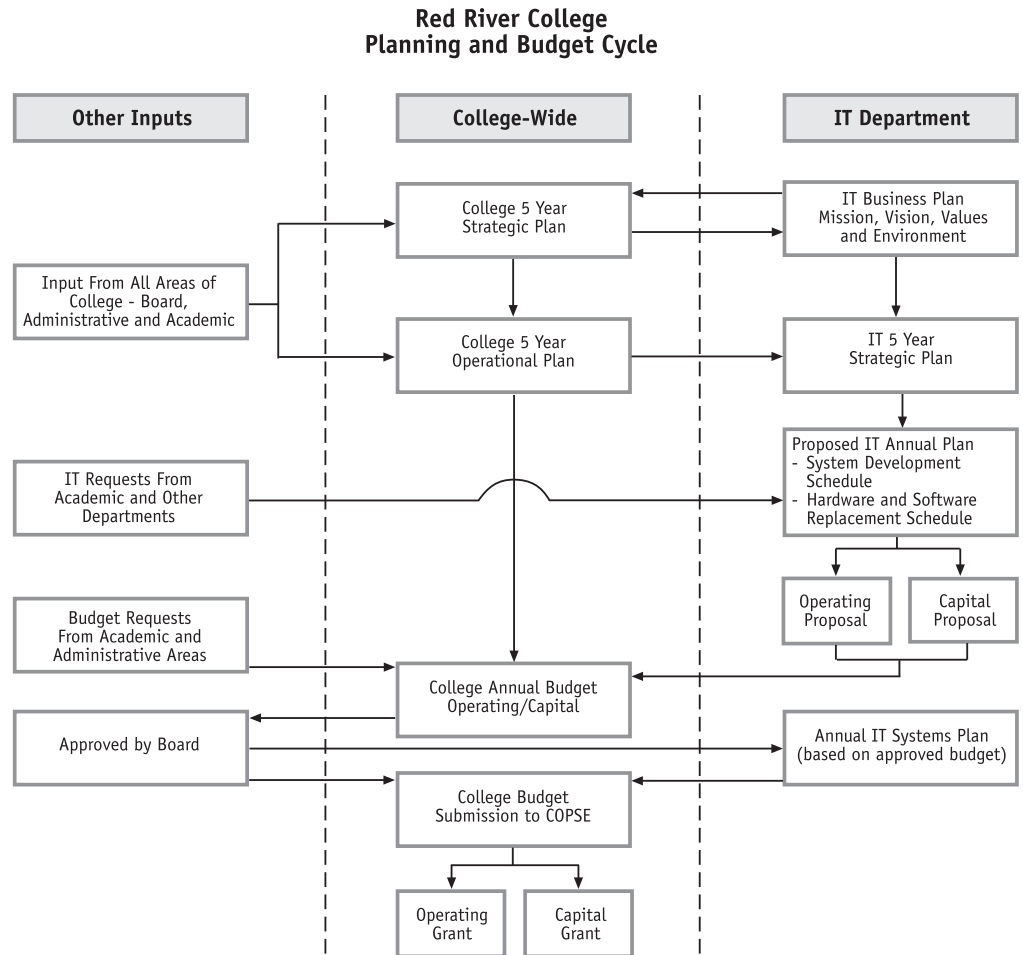 Red River College
Planning and Budget Cycle
Other Inputs
College-Wide
IT Department
College 5 Year
Strategic Plan
IT Business Plan
Mission, Vision, Values
and Environment
Input From All Areas of
College - Board,
Administrative and Academic
College 5 Year
Operational Plan
IT 5 Year
Strategic Plan
IT Requests From
Academic and Other
Departments
Proposed IT Annual Plan
- System Development
Schedule
- Hardware and Software
Replacement Schedule
Operating
Proposal
Capital
Proposal
Budget Requests
From Academic and
Administrative Areas
College Annual Budget
Operating/Capital
Approved by Board
Annual IT Systems Plan
(based on approved budget)
College Budget
Submission to COPSE
Operating
Grant
Capital
Grant